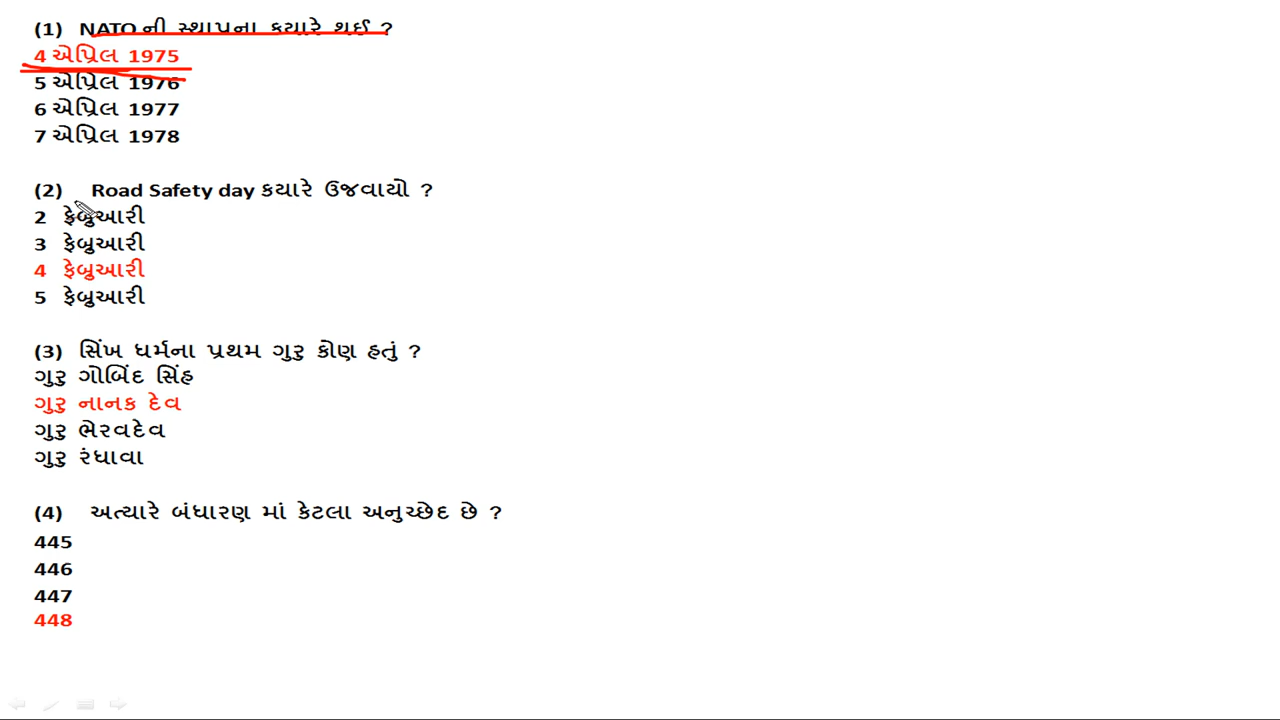 (1) NATO ની સ્થાપના કયારે થઈ ?
4 એપ્રિલ 1975
5 એપ્રિલ 1976
6 એપ્રિલ 1977
7 એપ્રિલ 1978
(2) Road Safety day કયારે ઉજવાયો ?
2 ફેબ્રુઆરી
3 ફેબ્રુઆરી
4 ફેબ્રુઆરી
5 ફેબ્રુઆરી
(3) સિંખ ધર્મના પ્રથમ ગુરુ કોણ હતું ?
ગુરુ ગોબિંદ સિંહ
ગુરુ નાનક દેવ
ગુરુ ભેરવદેવ
ગુરુ રંધાવા
(4) અત્યારે બંધારણ માં કેટલા અનુચ્છેદ છે ?
445
446
447
448